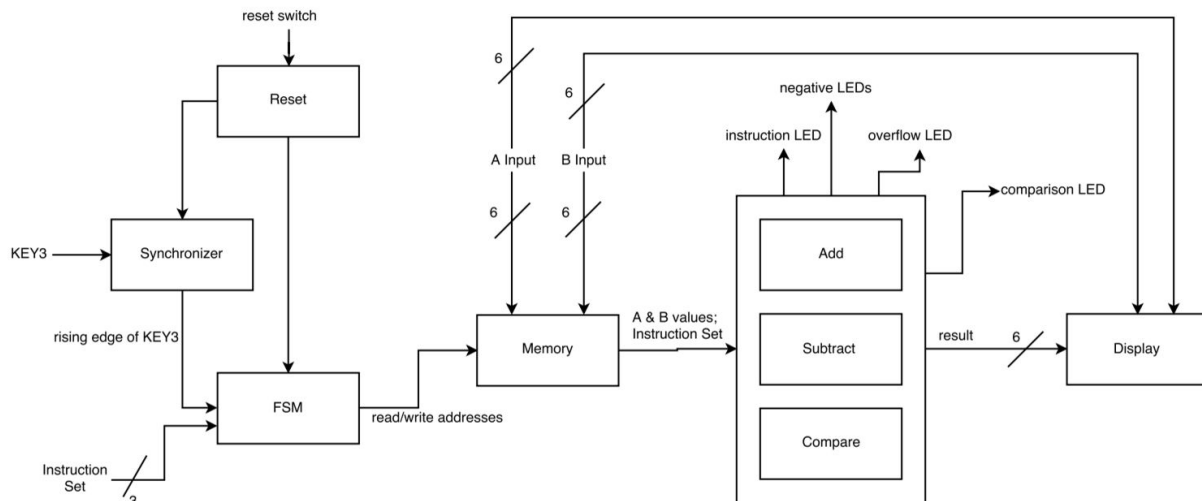 reset switch
Reset
KEY3
Synchronizer
rising edge of KEY3
FSM
Instruction
Set
3
read/write addresses
6
6
A Input
B Input
6
6
Memory
A & B values;
Instruction Set
instruction LED
negative LEDs
overflow LED
comparison LED
Add
Subtract
Compare
result
6
Display